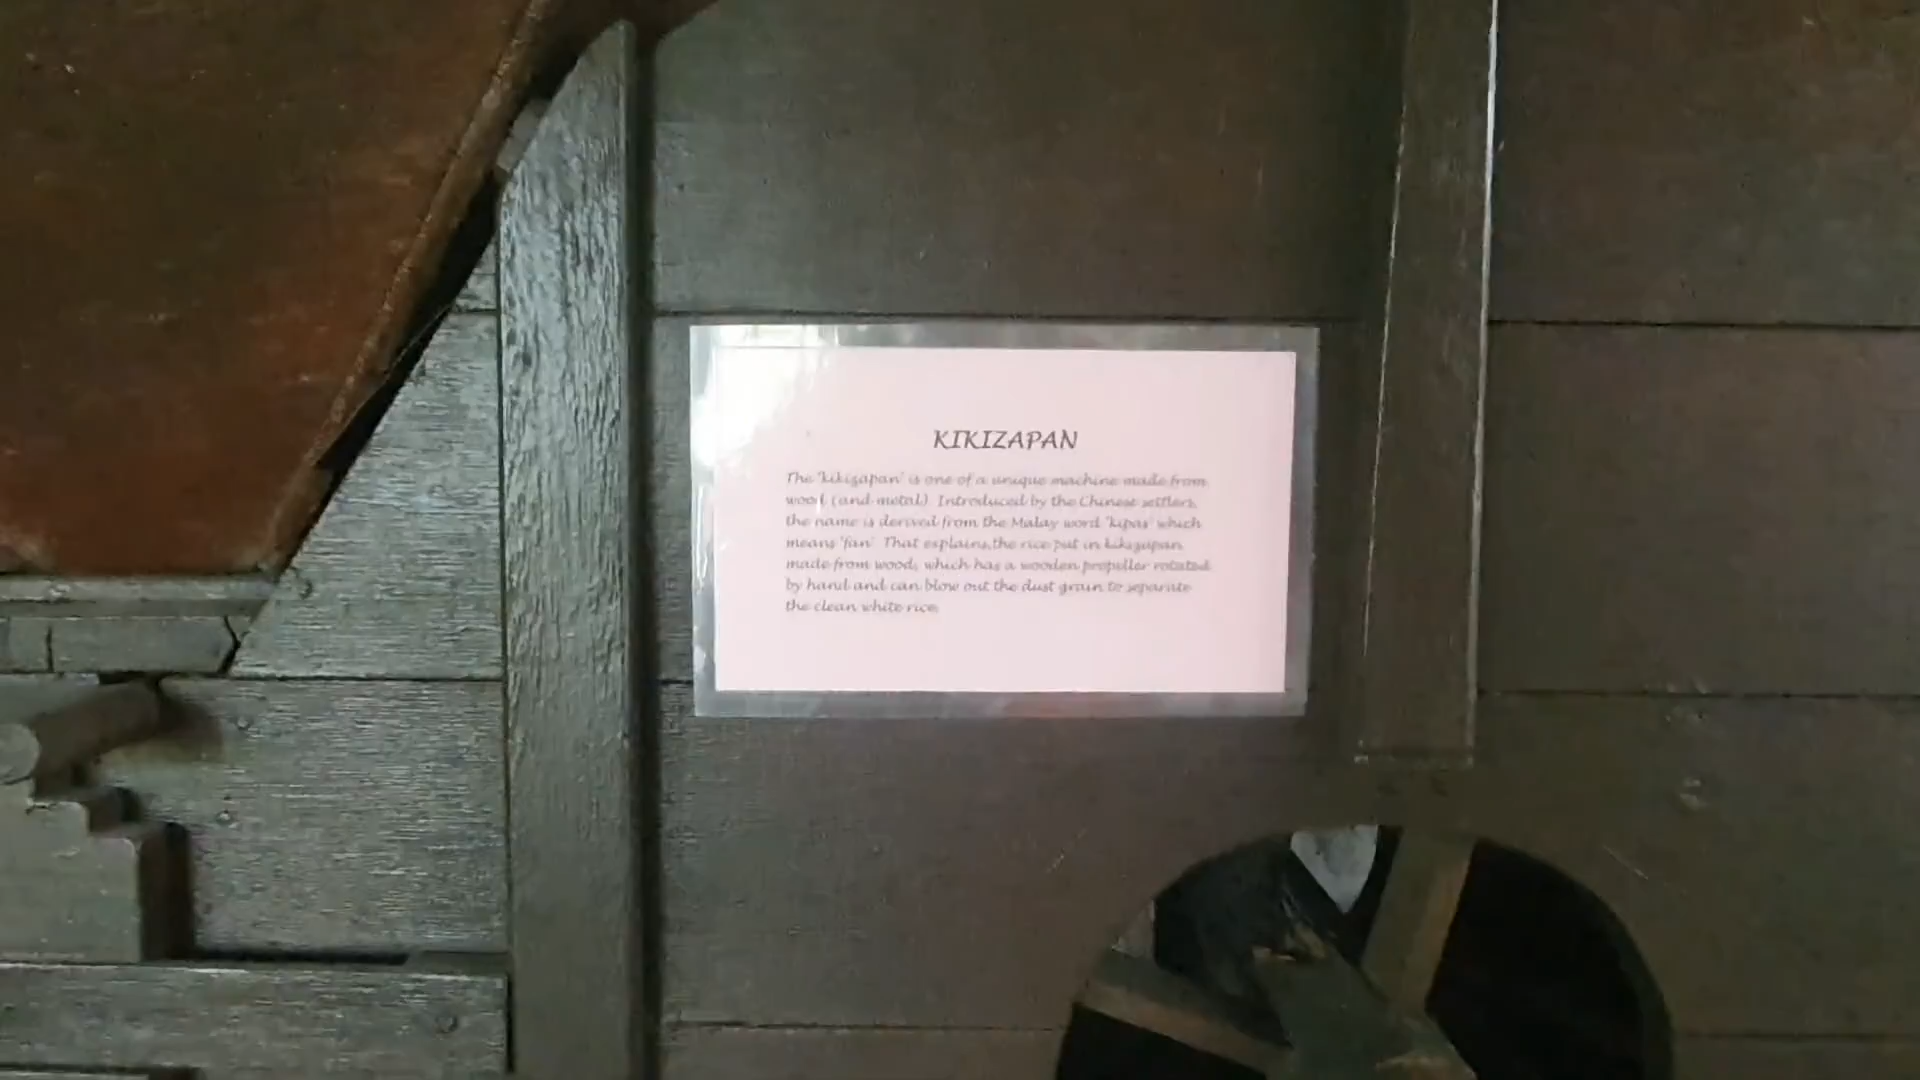 KIKIZAPAN
The 'kikizapan' is one of a unique machine made from
wood (and metal). Introduced by the Chinese settlers,
the name is derived from the Malay word 'kipas' which
means 'fan'. That explains, the rice put in kikizapan
made from wood, which has a wooden propeller rotated
by hand and can blow out the dust grain to separate
the clean white rice.